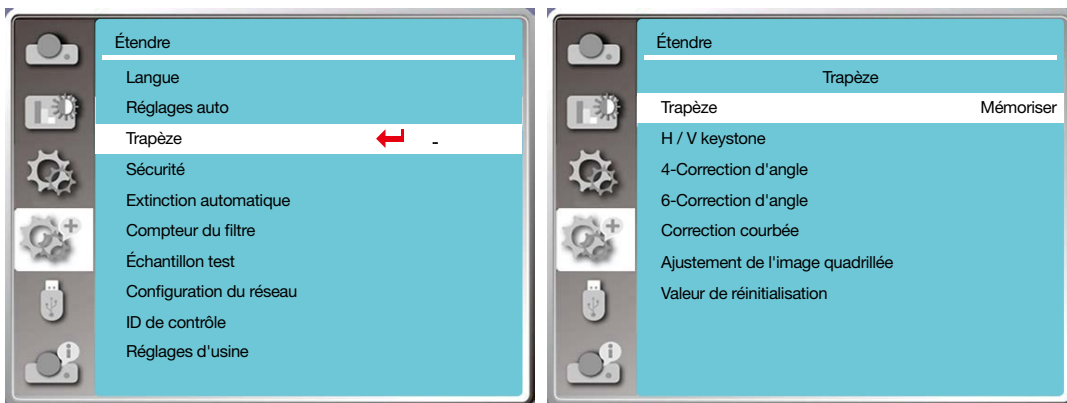 Étendre
Langue
Réglages auto
Trapèze -
Sécurité
Extinction automatique
Compteur du filtre
Échantillon test
Configuration du réseau
ID de contrôle
Réglages d'usine
Étendre
Trapèze
Trapèze Mémoriser
H / V keystone
4-Correction d'angle
6-Correction d'angle
Correction courbée
Ajustement de l'image quadrillée
Valeur de réinitialisation